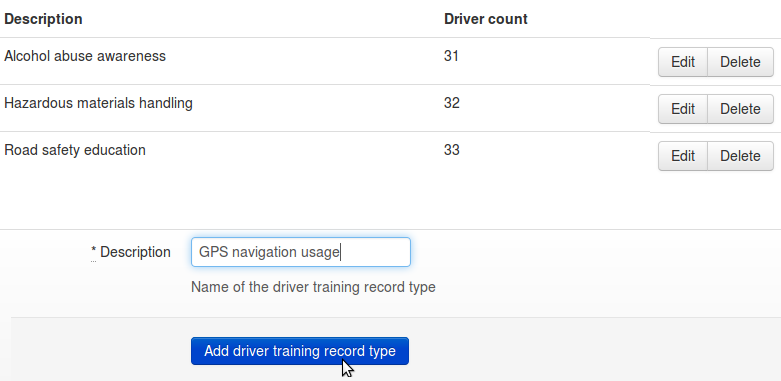 Description Driver count
Alcohol abuse awareness 31 Edit Delete
Hazardous materials handling 32 Edit Delete
Road safety education 33 Edit Delete
* Description GPS navigation usage
Name of the driver training record type
Add driver training record type